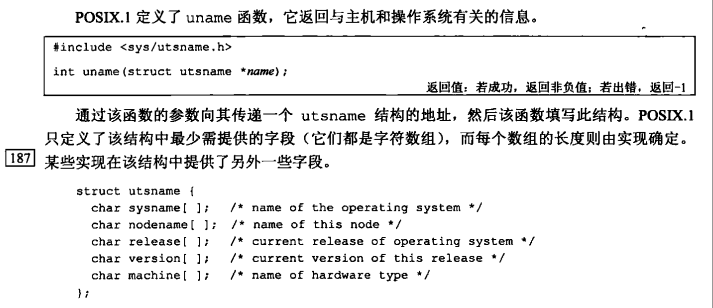 POSIX.1 定义了 uname 函数，它返回与主机和操作系统有关的信息。
#include <sys/utsname.h>
int uname(struct utsname *name);
返回值：若成功，返回非负值；若出错，返回-1
通过该函数的参数向其传递一个 utsname 结构的地址，然后该函数填写此结构。POSIX.1
只定义了该结构中最少需提供的字段（它们都是字符数组），而每个数组的长度则由实现确定。
187 某些实现在该结构中提供了另外一些字段。
struct utsname {
char sysname[ ]; /* name of the operating system */
char nodename[ ]; /* name of this node */
char release[ ]; /* current release of operating system */
char version[ ]; /* current version of this release */
char machine[ ]; /* name of hardware type */
};